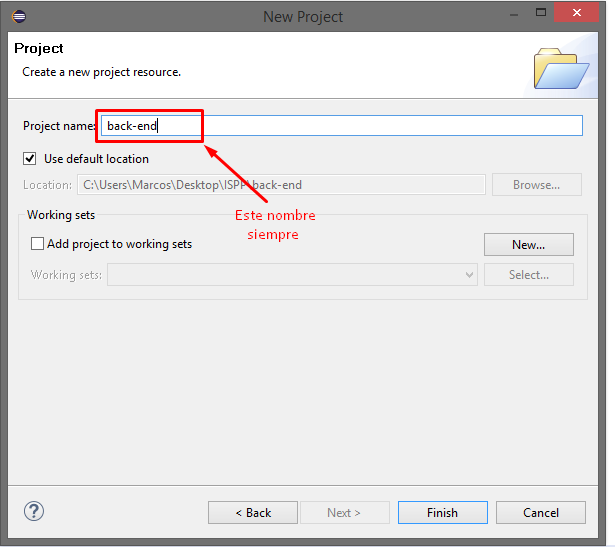 New Project
Project
Create a new project resource.
Project name: back-end
Use default location
Location: C:\Users\Marcos\Desktop\ISPP\back-end Browse...
Este nombre
siempre
Working sets
Add project to working sets New...
Working sets: Select...
? < Back Next > Finish Cancel